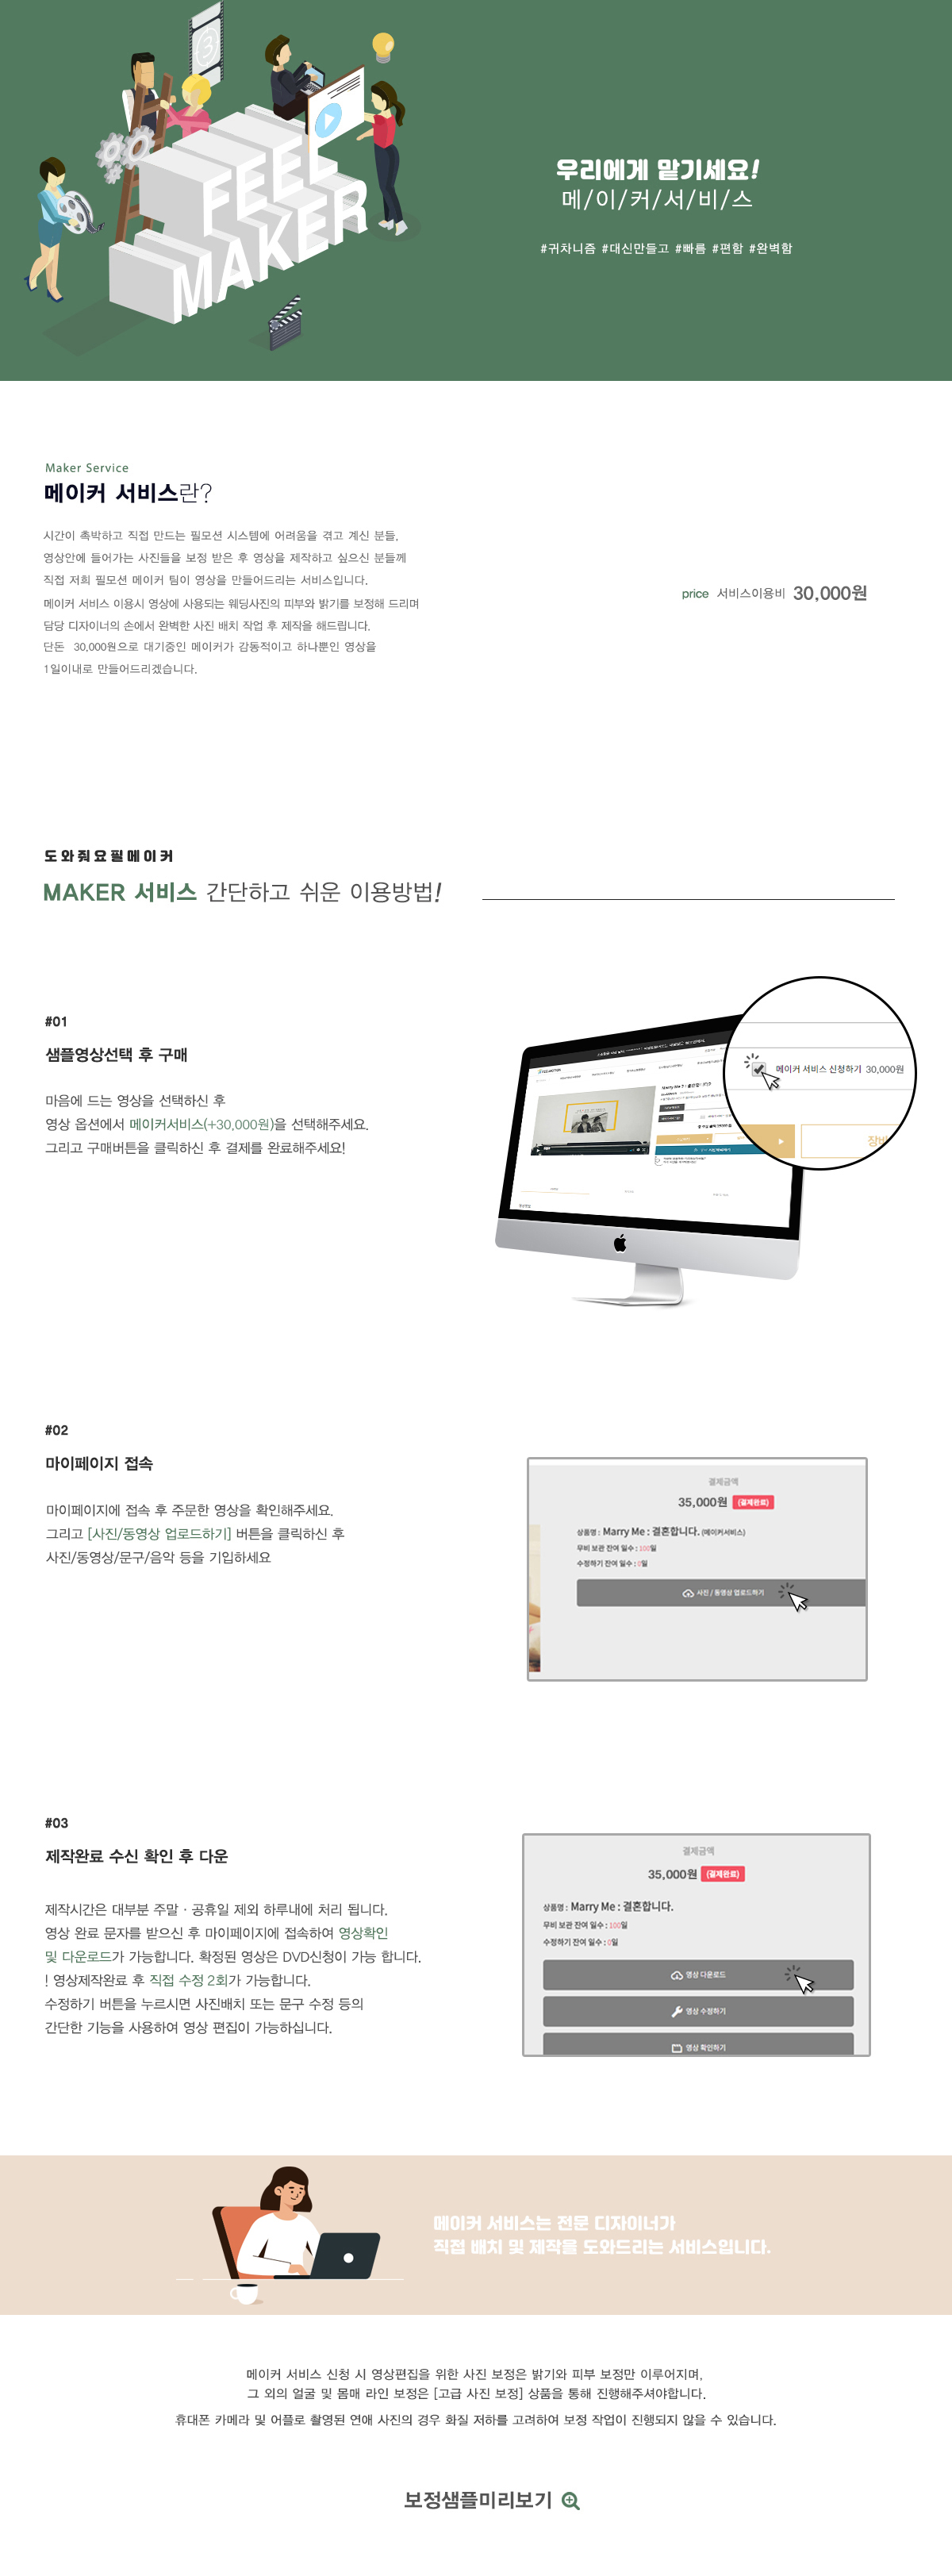 FEEL
MAKER
우리에게 맡기세요!
메/이/커/서/비/스
#귀차니즘 #대신만들고 #빠름 #편함 #완벽함
Maker Service
메이커 서비스란?
시간이 촉박하고 직접 만드는 필모션 시스템에 어려움을 겪고 계신 분들,
영상안에 들어가는 사진들을 보정 받은 후 영상을 제작하고 싶으신 분들께
직접 저희 필모션 메이커 팀이 영상을 만들어드리는 서비스입니다.
메이커 서비스 이용시 영상에 사용되는 웨딩사진의 피부와 밝기를 보정해 드리며
담당 디자이너의 손에서 완벽한 사진 배치 작업 후 제작을 해드립니다.
단돈 30,000원으로 대기중인 메이커가 감동적이고 하나뿐인 영상을
1일이내로 만들어드리겠습니다.
price 서비스이용비 30,000원
도와줘요필메이커
MAKER 서비스 간단하고 쉬운 이용방법!
#01
샘플영상선택 후 구매
마음에 드는 영상을 선택하신 후
영상 옵션에서 메이커서비스(+30,000원)을 선택해주세요.
그리고 구매버튼을 클릭하신 후 결제를 완료해주세요!
메이커 서비스 신청하기 30,000원
#02
마이페이지 접속
마이페이지에 접속 후 주문한 영상을 확인해주세요.
그리고 [사진/동영상 업로드하기] 버튼을 클릭하신 후
사진/동영상/문구/음악 등을 기입하세요
결제금액
35,000원 (결제완료)
상품명 : Marry Me : 결혼합니다. (메이커서비스)
무비 보관 잔여 일수 : 100일
수정하기 잔여 일수 : 0일
사진 / 동영상 업로드하기
#03
제작완료 수신 확인 후 다운
제작시간은 대부분 주말 · 공휴일 제외 하루내에 처리 됩니다.
영상 완료 문자를 받으신 후 마이페이지에 접속하여 영상확인
및 다운로드가 가능합니다. 확정된 영상은 DVD신청이 가능 합니다.
! 영상제작완료 후 직접 수정 2회가 가능합니다.
수정하기 버튼을 누르시면 사진배치 또는 문구 수정 등의
간단한 기능을 사용하여 영상 편집이 가능하십니다.
결제금액
35,000원 (결제완료)
상품명 : Marry Me : 결혼합니다.
무비 보관 잔여 일수 : 100일
수정하기 잔여 일수 : 0일
영상 다운로드
영상 수정하기
영상 확인하기
메이커 서비스는 전문 디자이너가
직접 배치 및 제작을 도와드리는 서비스입니다.
메이커 서비스 신청 시 영상편집을 위한 사진 보정은 밝기와 피부 보정만 이루어지며,
그 외의 얼굴 및 몸매 라인 보정은 [고급 사진 보정] 상품을 통해 진행해주셔야합니다.
휴대폰 카메라 및 어플로 촬영된 연애 사진의 경우 화질 저하를 고려하여 보정 작업이 진행되지 않을 수 있습니다.
보정샘플미리보기